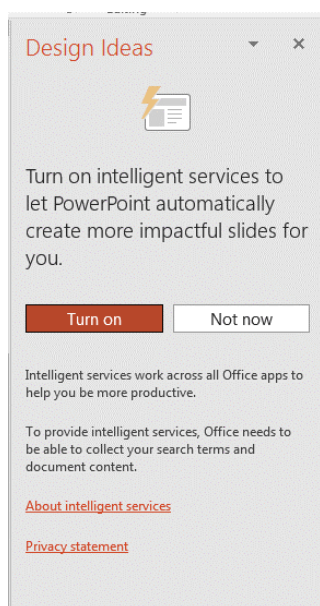 Design Ideas
Turn on intelligent services to
let PowerPoint automatically
create more impactful slides for
you.
Turn on
Not now
Intelligent services work across all Office apps to
help you be more productive.
To provide intelligent services, Office needs to
be able to collect your search terms and
document content.
About intelligent services
Privacy statement